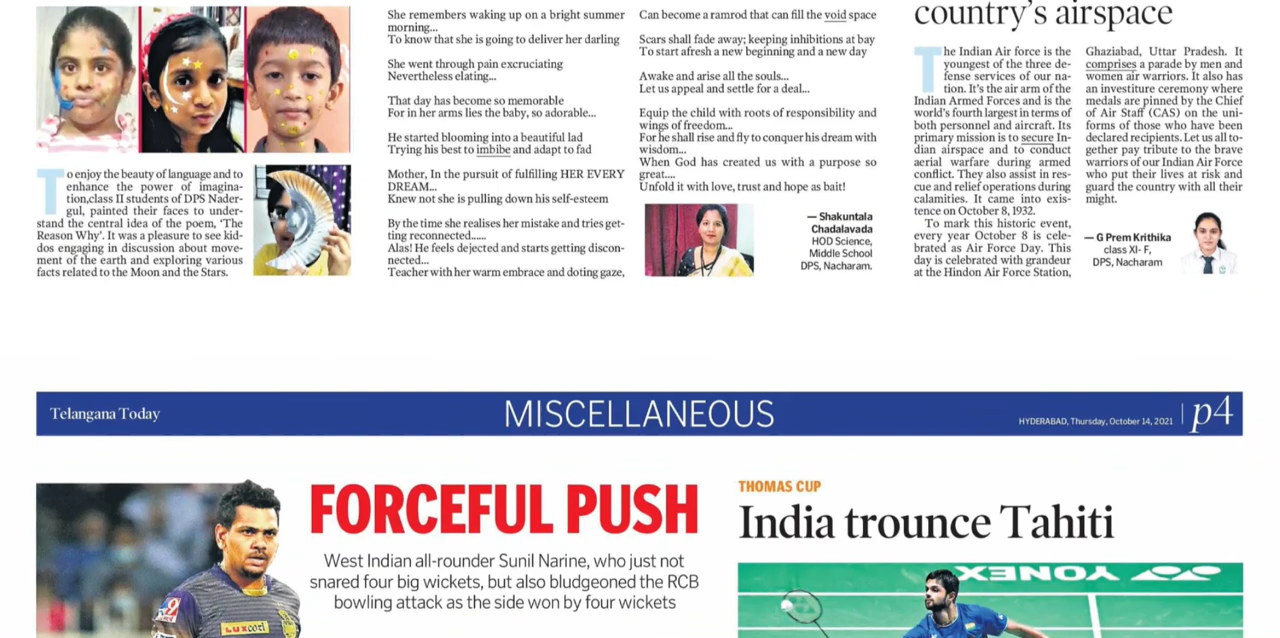 To enjoy the beauty of language and to
enhance the power of imagina-
tion,class II students of DPS Nader-
gul, painted their faces to under-
stand the central idea of the poem, ‘The
Reason Why’. It was a pleasure to see kid-
dos engaging in discussion about move-
ment of the earth and exploring various
facts related to the Moon and the Stars.
She remembers waking up on a bright summer
morning...
To know that she is going to deliver her darling
She went through pain excruciating
Nevertheless elating...
That day has become so memorable
For in her arms lies the baby, so adorable...
He started blooming into a beautiful lad
Trying his best to imbibe and adapt to fad
Mother, In the pursuit of fulfilling HER EVERY
DREAM...
Knew not she is pulling down his self-esteem
By the time she realises her mistake and tries get-
ting reconnected......
Alas! He feels dejected and starts getting discon-
nected...
Teacher with her warm embrace and doting gaze,
Can become a ramrod that can fill the void space
Scars shall fade away; keeping inhibitions at bay
To start afresh a new beginning and a new day
Awake and arise all the souls...
Let us appeal and settle for a deal...
Equip the child with roots of responsibility and
wings of freedom...
For he shall rise and fly to conquer his dream with
wisdom...
When God has created us with a purpose so
great....
Unfold it with love, trust and hope as bait!
— Shakuntala
Chadalavada
HOD Science,
Middle School
DPS, Nacharam.
country’s airspace
The Indian Air force is the
youngest of the three de-
fense services of our na-
tion. It’s the air arm of the
Indian Armed Forces and is the
world’s fourth largest in terms of
both personnel and aircraft. Its
primary mission is to secure In-
dian airspace and to conduct
aerial warfare during armed
conflict. They also assist in res-
cue and relief operations during
calamities. It came into exis-
tence on October 8, 1932.
To mark this historic event,
every year October 8 is cele-
brated as Air Force Day. This
day is celebrated with grandeur
at the Hindon Air Force Station,
Ghaziabad, Uttar Pradesh. It
comprises a parade by men and
women air warriors. It also has
an investiture ceremony where
medals are pinned by the Chief
of Air Staff (CAS) on the uni-
forms of those who have been
declared recipients. Let us all to-
gether pay tribute to the brave
warriors of our Indian Air Force
who put their lives at risk and
guard the country with all their
might.
— G Prem Krithika
class XI- F,
DPS, Nacharam
Telangana Today
MISCELLANEOUS
HYDERABAD, Thursday, October 14, 2021
p4
FORCEFUL PUSH
West Indian all-rounder Sunil Narine, who just not
snared four big wickets, but also bludgeoned the RCB
bowling attack as the side won by four wickets
LUXCOZI
THOMAS CUP
India trounce Tahiti
YONEX